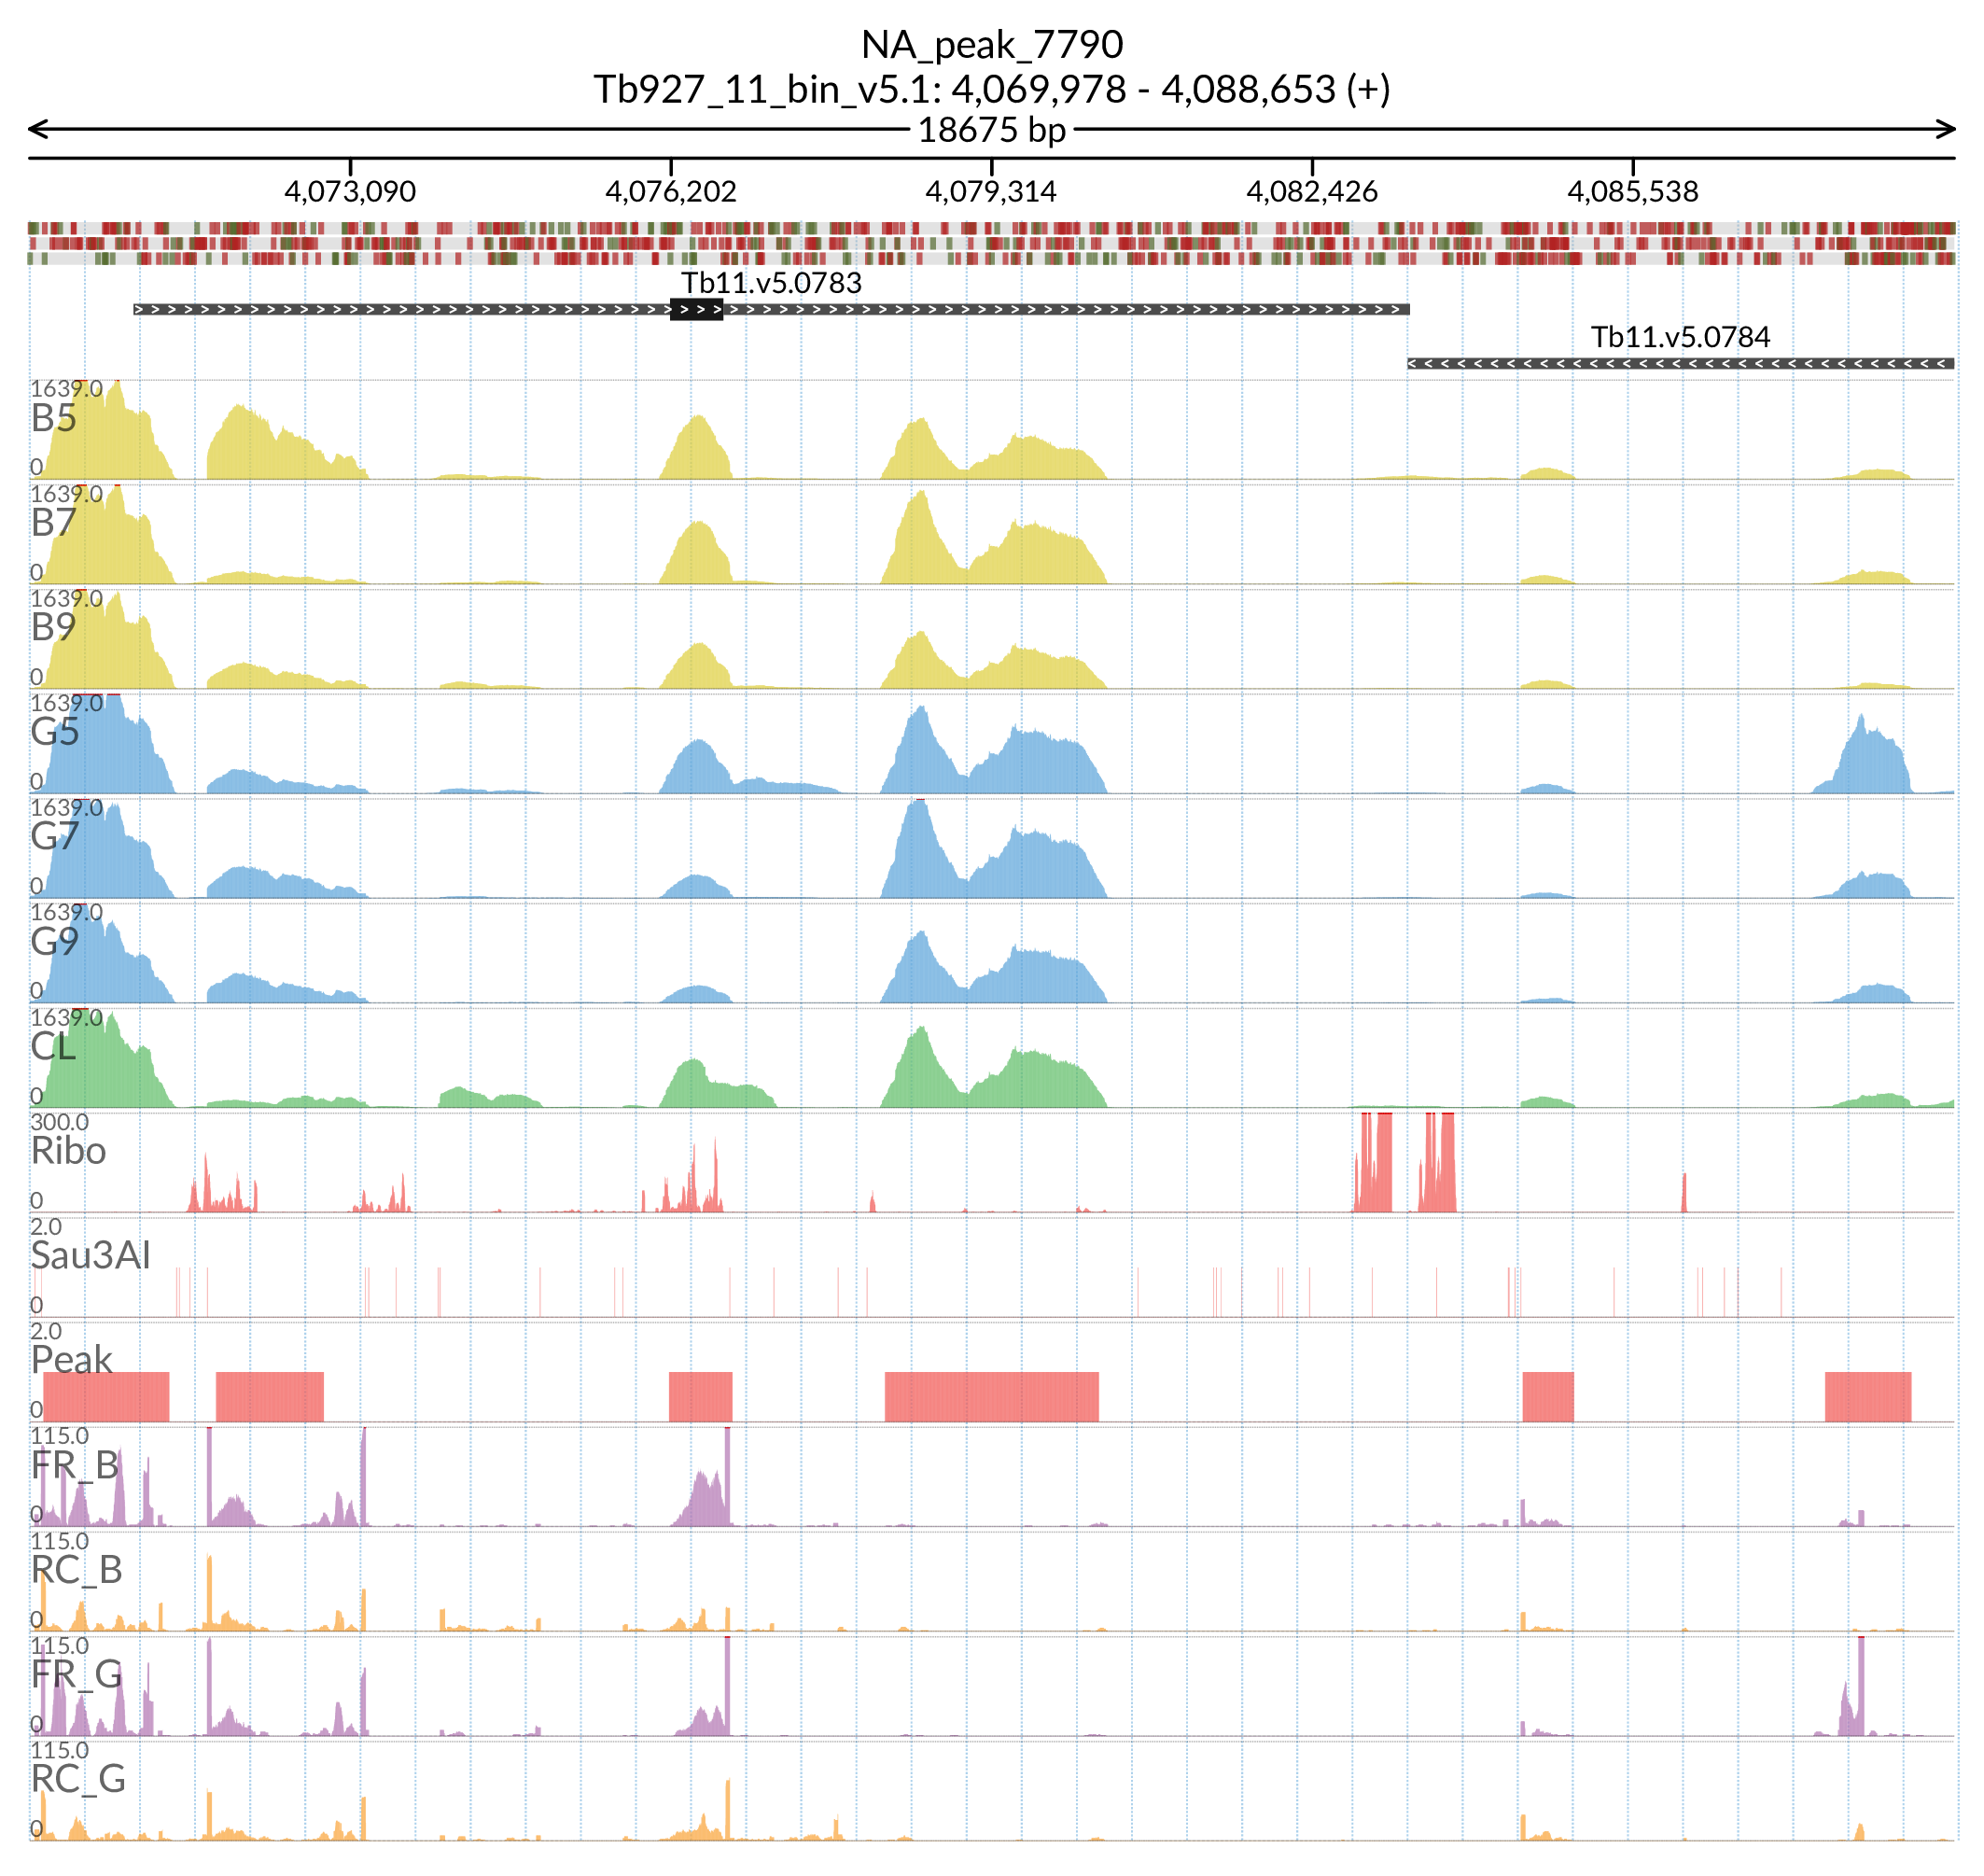 NA_peak_7790
Tb927_11_bin_v5.1: 4,069,978 - 4,088,653 (+)
18675 bp
4,073,090 4,076,202 4,079,314 4,082,426 4,085,538
Tb11.v5.0783
Tb11.v5.0784
1639.0
B5
0
1639.0
B7
0
1639.0
B9
0
1639.0
G5
0
1639.0
G7
0
1639.0
G9
0
1639.0
CL
0
300.0
Ribo
0
2.0
Sau3AI
0
2.0
Peak
0
115.0
FR_B
0
115.0
RC_B
0
115.0
FR_G
0
115.0
RC_G
0